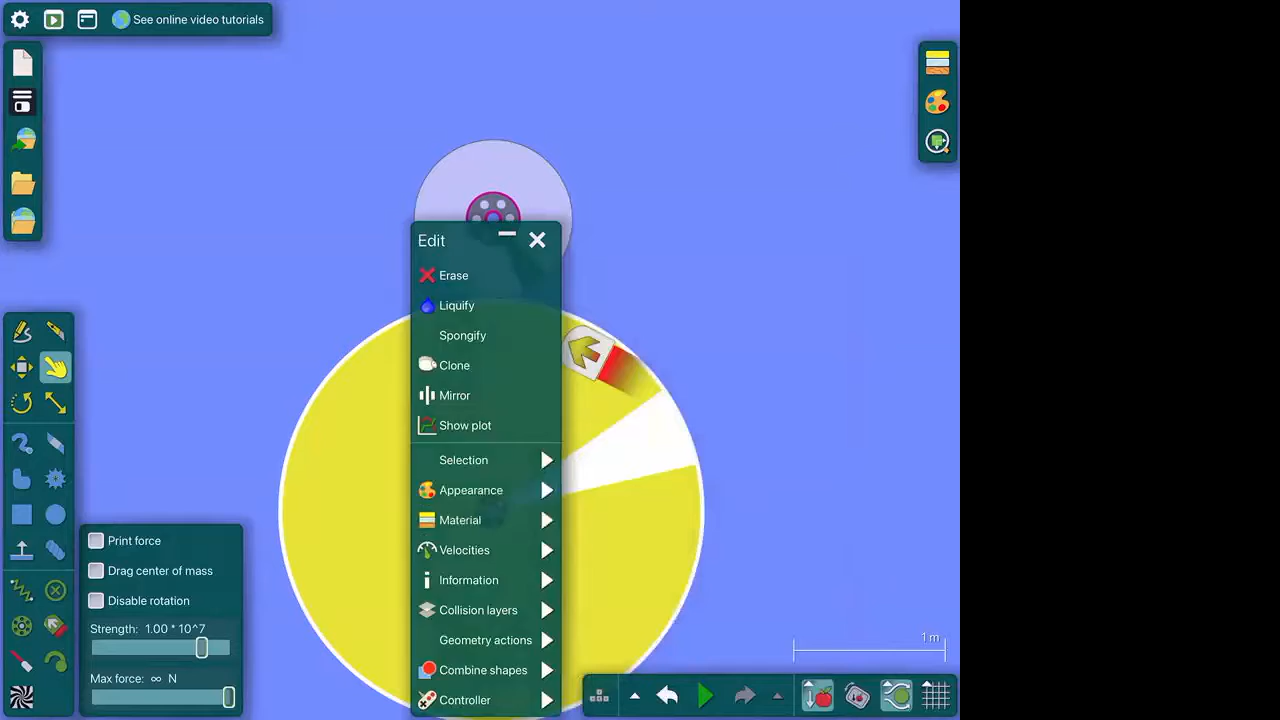 See online video tutorials
Edit
Erase
Liquify
Spongify
Clone
Mirror
Show plot
Selection
Appearance
Material
Velocities
Information
Collision layers
Geometry actions
Combine shapes
Controller
Print force
Drag center of mass
Disable rotation
Strength: 1.00 * 10^7
Max force: ∞ N
1 m